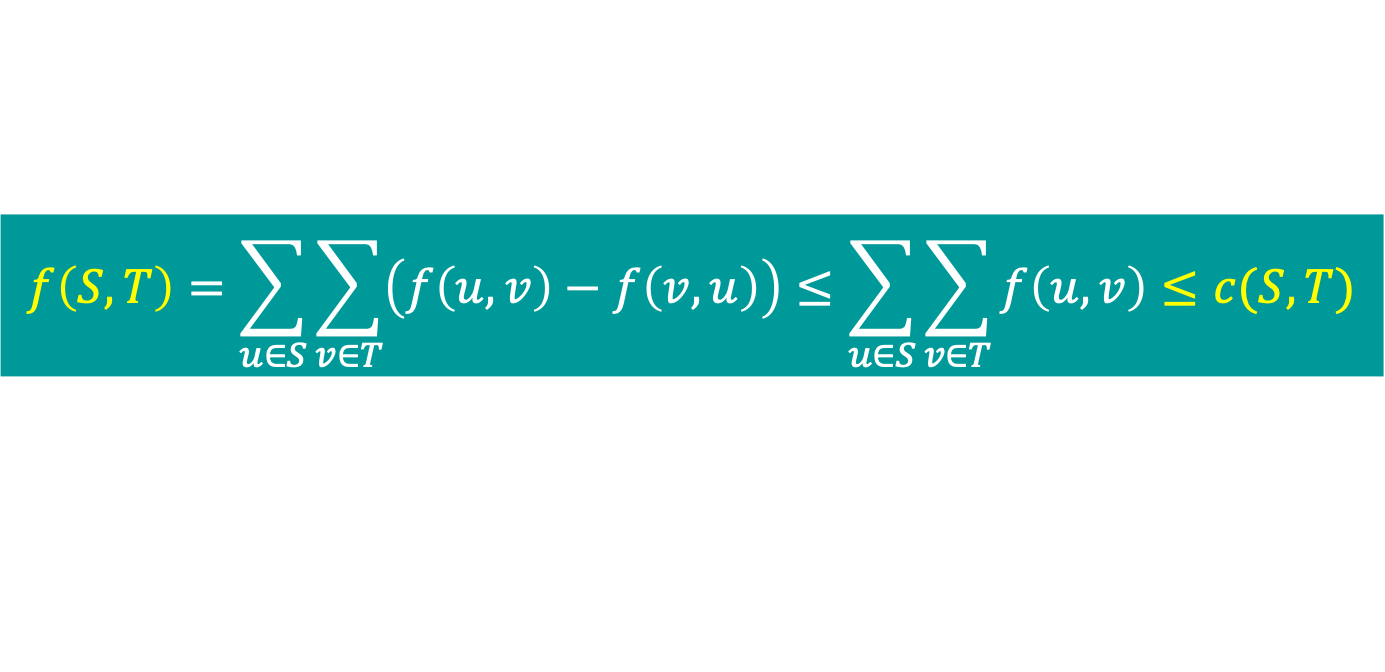 f(S,T) = ∑_{u∈S} ∑_{v∈T} (f(u,v) − f(v,u)) ≤ ∑_{u∈S} ∑_{v∈T} f(u,v) ≤ c(S,T)